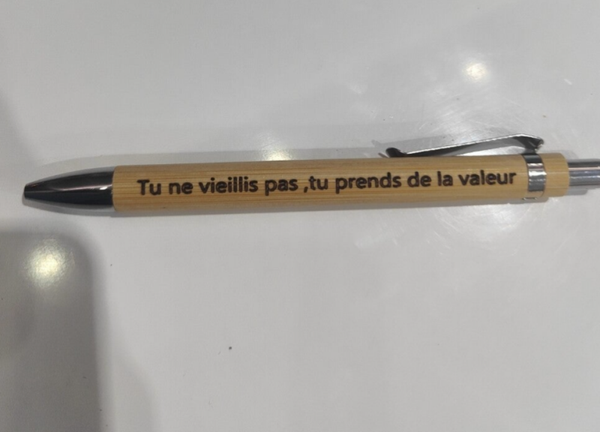 Tu ne vieillis pas ,tu prends de la valeur